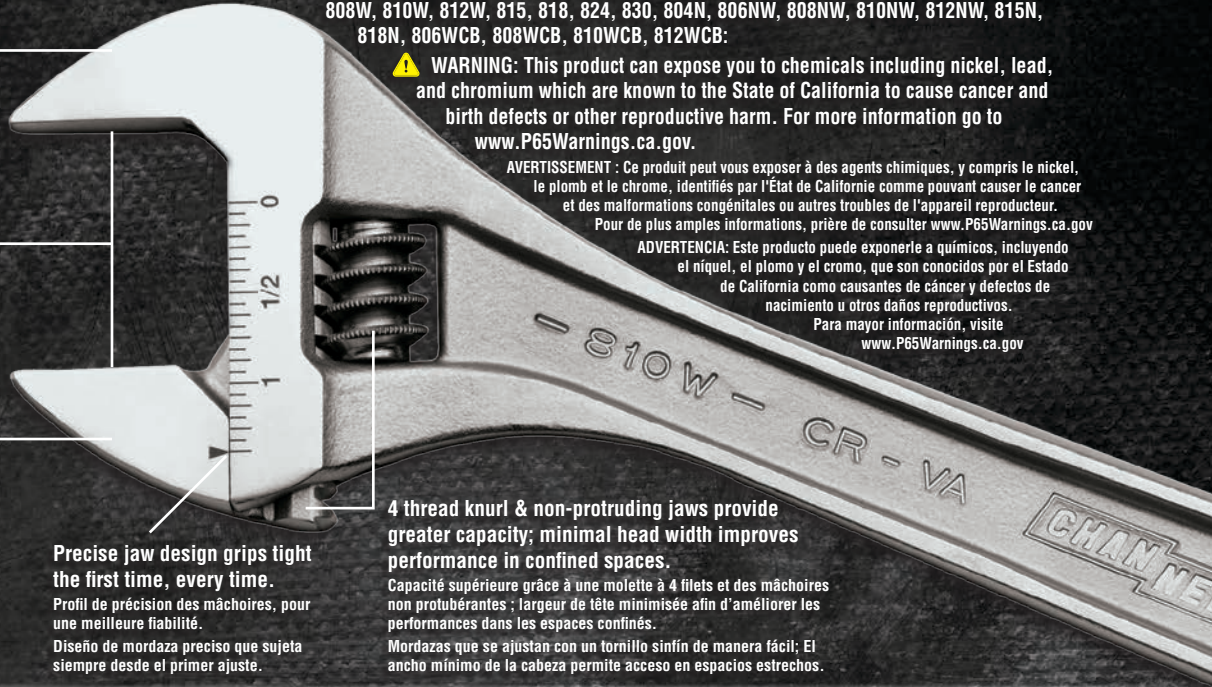 808W, 810W, 812W, 815, 818, 824, 830, 804N, 806NW, 808NW, 810NW, 812NW, 815N,
818N, 806WCB, 808WCB, 810WCB, 812WCB:
WARNING: This product can expose you to chemicals including nickel, lead,
and chromium which are known to the State of California to cause cancer and
birth defects or other reproductive harm. For more information go to
www.P65Warnings.ca.gov.
AVERTISSEMENT : Ce produit peut vous exposer à des agents chimiques, y compris le nickel,
le plomb et le chrome, identifiés par l'État de Californie comme pouvant causer le cancer
et des malformations congénitales ou autres troubles de l'appareil reproducteur.
Pour de plus amples informations, prière de consulter www.P65Warnings.ca.gov
ADVERTENCIA: Este producto puede exponerle a químicos, incluyendo
el níquel, el plomo y el cromo, que son conocidos por el Estado
de California como causantes de cáncer y defectos de
nacimiento u otros daños reproductivos.
Para mayor información, visite
www.P65Warnings.ca.gov
0
1/2
1
- 810W - CR - VA
CHANNE
Precise jaw design grips tight
the first time, every time.
Profil de précision des mâchoires, pour
une meilleure fiabilité.
Diseño de mordaza preciso que sujeta
siempre desde el primer ajuste.
4 thread knurl & non-protruding jaws provide
greater capacity; minimal head width improves
performance in confined spaces.
Capacité supérieure grâce à une molette à 4 filets et des mâchoires
non protubérantes ; largeur de tête minimisée afin d'améliorer les
performances dans les espaces confinés.
Mordazas que se ajustan con un tornillo sinfín de manera fácil; El
ancho mínimo de la cabeza permite acceso en espacios estrechos.